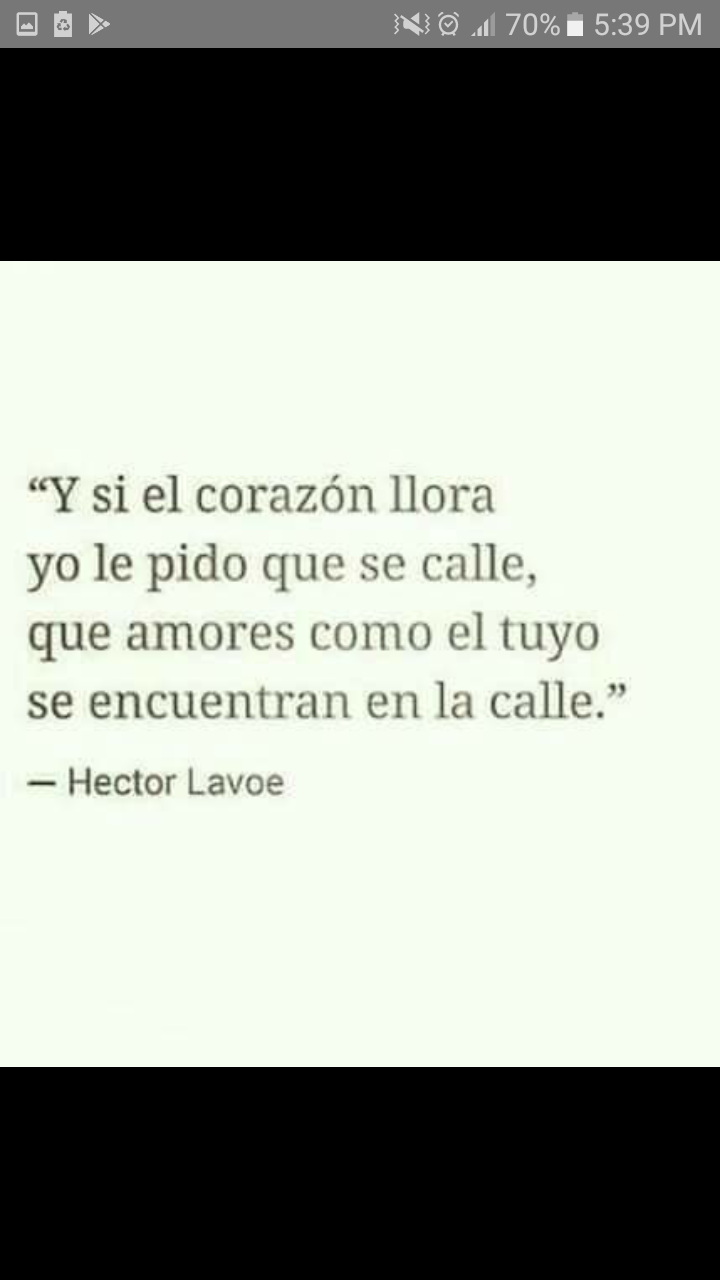 70% 5:39 PM
“Y si el corazón llora
yo le pido que se calle,
que amores como el tuyo
se encuentran en la calle.”
— Hector Lavoe